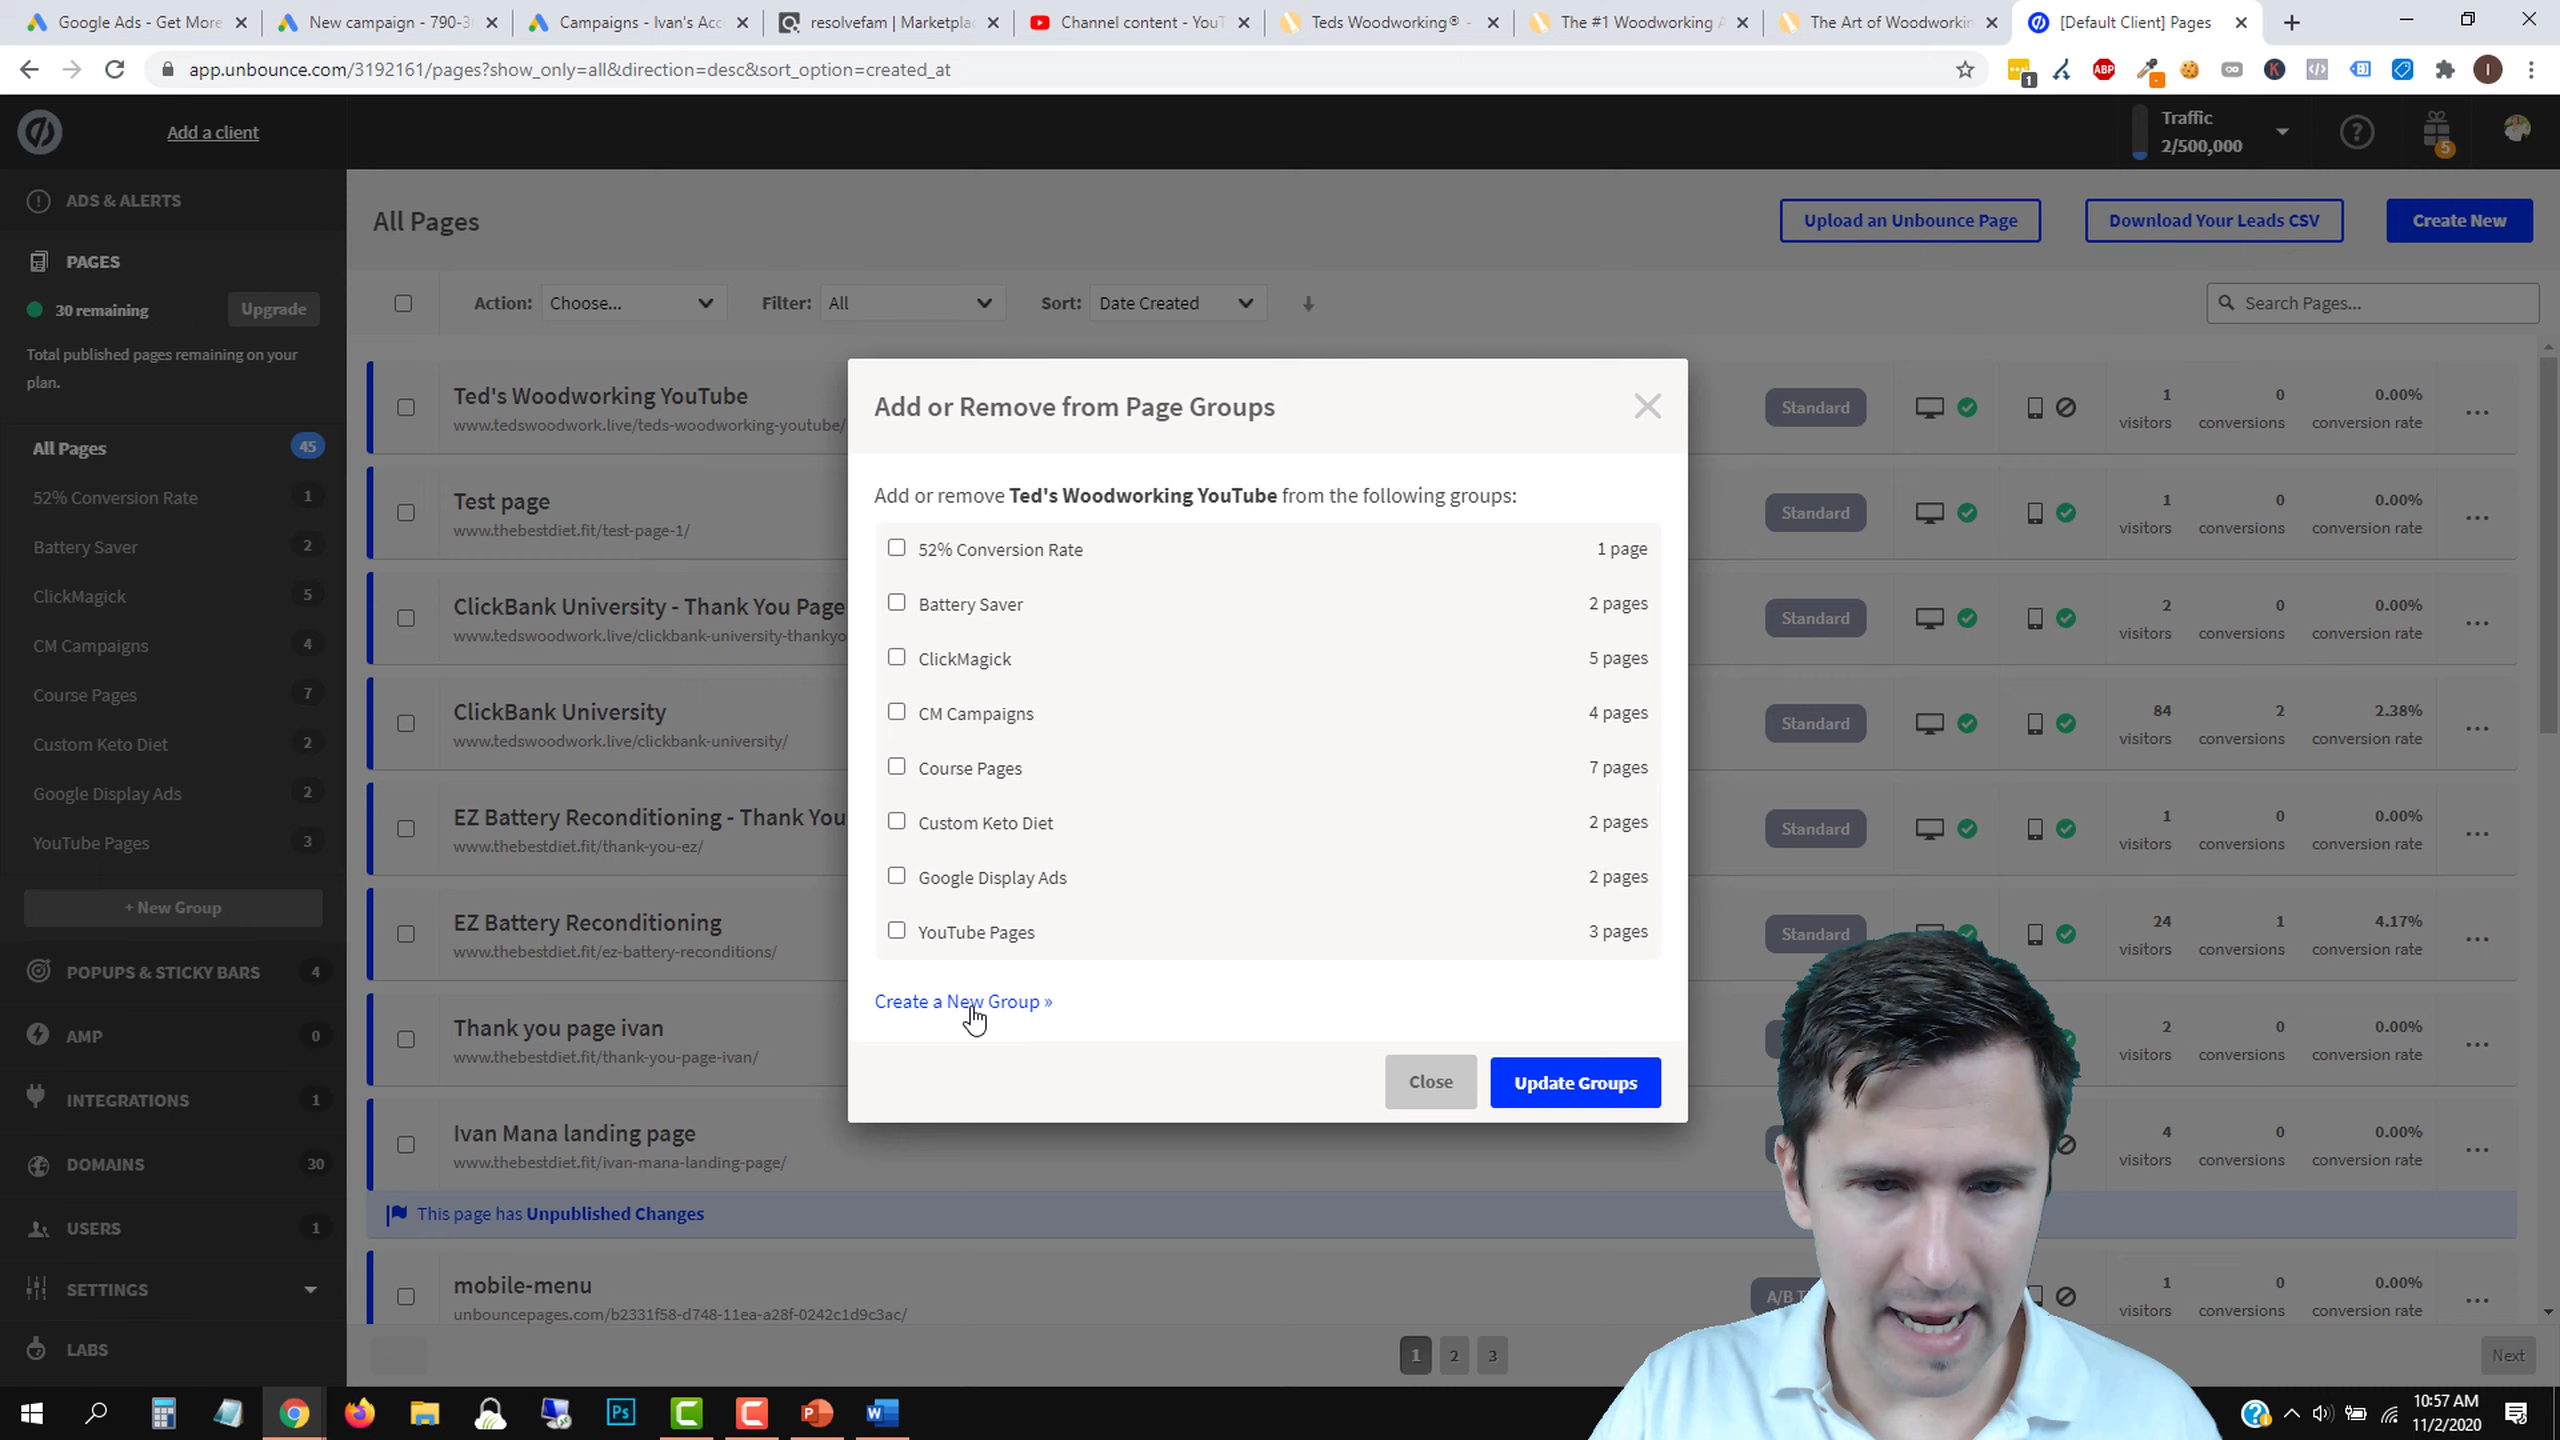 Google Ads - Get More
New campaign - 790-3
Campaigns - Ivan's Acc
resolvefam | Marketpla
Channel content - YouT
Teds Woodworking® -
The #1 Woodworking A
The Art of Woodworkin
[Default Client] Pages
app.unbounce.com/3192161/pages?show_only=all&direction=desc&sort_option=created_at
1
ABP
K
I
Add a client
Traffic
2/500,000
5
ADS & ALERTS
PAGES
30 remaining
Upgrade
Total published pages remaining on your
plan.
All Pages 45
52% Conversion Rate 1
Battery Saver 2
ClickMagick 5
CM Campaigns 4
Course Pages 7
Custom Keto Diet 2
Google Display Ads 2
YouTube Pages 3
+ New Group
POPUPS & STICKY BARS 4
AMP 0
INTEGRATIONS 1
DOMAINS 30
USERS 1
SETTINGS
LABS
All Pages
Upload an Unbounce Page
Download Your Leads CSV
Create New
Action: Choose...
Filter: All
Sort: Date Created
Search Pages...
Ted's Woodworking YouTube
www.tedswoodwork.live/teds-woodworking-youtube/
Standard
1 0 0.00%
visitors conversions conversion rate
...
Test page
www.thebestdiet.fit/test-page-1/
Standard
1 0 0.00%
visitors conversions conversion rate
...
ClickBank University - Thank You Page
www.tedswoodwork.live/clickbank-university-thankyo
Standard
2 0 0.00%
visitors conversions conversion rate
...
ClickBank University
www.tedswoodwork.live/clickbank-university/
Standard
84 2 2.38%
visitors conversions conversion rate
...
EZ Battery Reconditioning - Thank You
www.thebestdiet.fit/thank-you-ez/
Standard
1 0 0.00%
visitors conversions conversion rate
...
EZ Battery Reconditioning
www.thebestdiet.fit/ez-battery-reconditions/
Standard
24 1 4.17%
visitors conversions conversion rate
...
Thank you page ivan
www.thebestdiet.fit/thank-you-page-ivan/
2 0 0.00%
visitors conversions conversion rate
...
Ivan Mana landing page
www.thebestdiet.fit/ivan-mana-landing-page/
4 0 0.00%
visitors conversions conversion rate
...
This page has Unpublished Changes
mobile-menu
unbouncepages.com/b2331f58-d748-11ea-a28f-0242c1d9c3ac/
A/B T
1 0 0.00%
visitors conversions conversion rate
...
1 2 3
Next
Add or Remove from Page Groups
Add or remove Ted's Woodworking YouTube from the following groups:
52% Conversion Rate 1 page
Battery Saver 2 pages
ClickMagick 5 pages
CM Campaigns 4 pages
Course Pages 7 pages
Custom Keto Diet 2 pages
Google Display Ads 2 pages
YouTube Pages 3 pages
Create a New Group »
Close
Update Groups
Ps
C
C
P
W
10:57 AM
11/2/2020